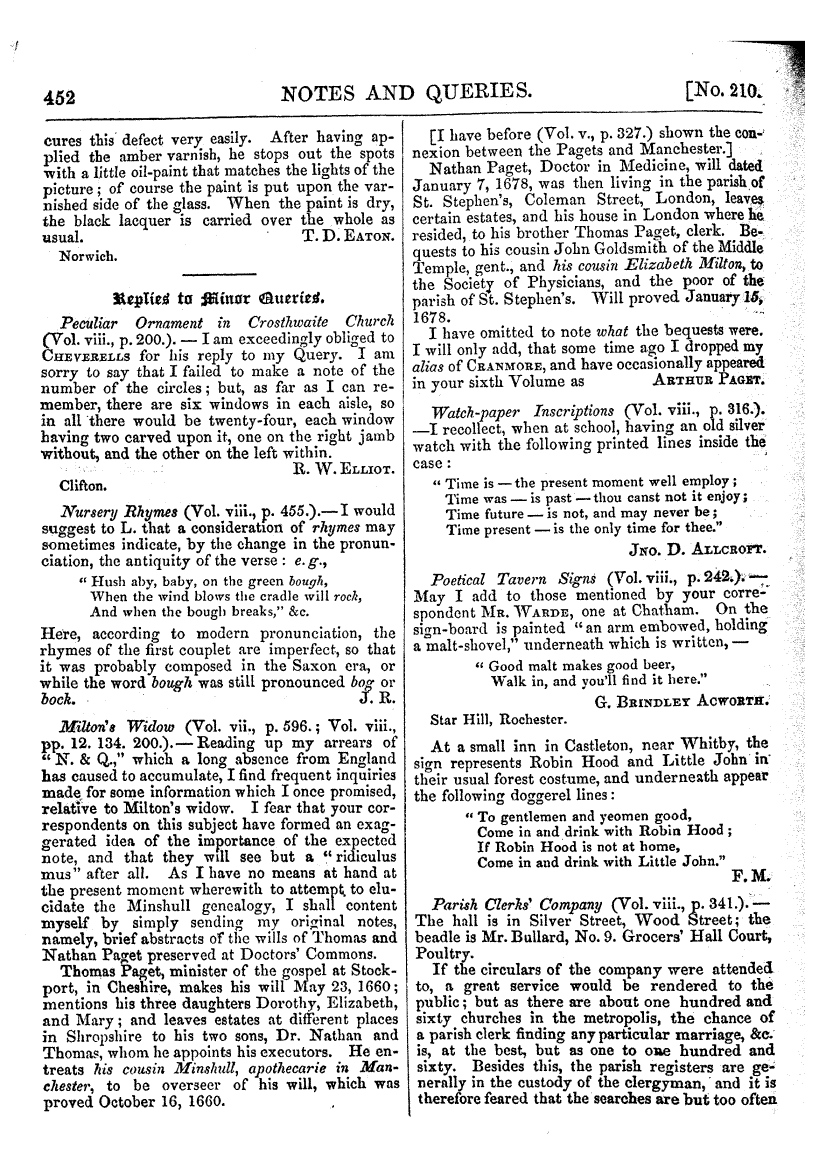 452
NOTES AND QUERIES.
[No. 210.
cures this defect very easily. After having ap-
plied the amber varnish, he stops out the spots
with a little oil-paint that matches the lights of the
picture; of course the paint is put upon the var-
nished side of the glass. When the paint is dry,
the black lacquer is carried over the whole as
usual. T. D. EATON.
Norwich.
Replies to Minor Queries.
Peculiar Ornament in Crosthwaite Church
(Vol. viii., p. 200.). — I am exceedingly obliged to
CHEVERELLS for his reply to my Query. I am
sorry to say that I failed to make a note of the
number of the circles; but, as far as I can re-
member, there are six windows in each aisle, so
in all there would be twenty-four, each window
having two carved upon it, one on the right jamb
without, and the other on the left within.
R. W. ELLIOT.
Clifton.
Nursery Rhymes (Vol. viii., p. 455.).—I would
suggest to L. that a consideration of rhymes may
sometimes indicate, by the change in the pronun-
ciation, the antiquity of the verse: e. g.,
"Hush aby, baby, on the green bough,
When the wind blows the cradle will rock,
And when the bough breaks," &c.
Here, according to modern pronunciation, the
rhymes of the first couplet are imperfect, so that
it was probably composed in the Saxon era, or
while the word bough was still pronounced bog or
bock. J. R.
Milton's Widow (Vol. vii., p. 596.; Vol. viii.,
pp. 12. 134. 200.).—Reading up my arrears of
"N. & Q.," which a long absence from England
has caused to accumulate, I find frequent inquiries
made for some information which I once promised,
relative to Milton's widow. I fear that your cor-
respondents on this subject have formed an exag-
gerated idea of the importance of the expected
note, and that they will see but a "ridiculus
mus" after all. As I have no means at hand at
the present moment wherewith to attempt to elu-
cidate the Minshull genealogy, I shall content
myself by simply sending my original notes,
namely, brief abstracts of the wills of Thomas and
Nathan Paget preserved at Doctors' Commons.
Thomas Paget, minister of the gospel at Stock-
port, in Cheshire, makes his will May 23, 1660;
mentions his three daughters Dorothy, Elizabeth,
and Mary; and leaves estates at different places
in Shropshire to his two sons, Dr. Nathan and
Thomas, whom he appoints his executors. He en-
treats his cousin Minshull, apothecarie in Man-
chester, to be overseer of his will, which was
proved October 16, 1660.
[I have before (Vol. v., p. 327.) shown the con-
nexion between the Pagets and Manchester.]
Nathan Paget, Doctor in Medicine, will dated
January 7, 1678, was then living in the parish of
St. Stephen's, Coleman Street, London, leaves
certain estates, and his house in London where he
resided, to his brother Thomas Paget, clerk. Be-
quests to his cousin John Goldsmith of the Middle
Temple, gent., and his cousin Elizabeth Milton, to
the Society of Physicians, and the poor of the
parish of St. Stephen's. Will proved January 15,
1678.
I have omitted to note what the bequests were.
I will only add, that some time ago I dropped my
alias of CRANMORE, and have occasionally appeared
in your sixth Volume as ARTHUR PAGET.
Watch-paper Inscriptions (Vol. viii., p. 316.).
—I recollect, when at school, having an old silver
watch with the following printed lines inside the
case:
"Time is — the present moment well employ;
Time was — is past — thou canst not it enjoy;
Time future — is not, and may never be;
Time present — is the only time for thee."
JNO. D. ALLCROFT.
Poetical Tavern Signs (Vol. viii., p. 242.).—
May I add to those mentioned by your corre-
spondent MR. WARDE, one at Chatham. On the
sign-board is painted "an arm embowed, holding
a malt-shovel," underneath which is written, —
"Good malt makes good beer,
Walk in, and you'll find it here."
G. BRINDLEY ACWORTH.
Star Hill, Rochester.
At a small inn in Castleton, near Whitby, the
sign represents Robin Hood and Little John in
their usual forest costume, and underneath appear
the following doggerel lines:
"To gentlemen and yeomen good,
Come in and drink with Robin Hood;
If Robin Hood is not at home,
Come in and drink with Little John."
F. M.
Parish Clerks' Company (Vol. viii., p. 341.).—
The hall is in Silver Street, Wood Street; the
beadle is Mr. Bullard, No. 9. Grocers' Hall Court,
Poultry.
If the circulars of the company were attended
to, a great service would be rendered to the
public; but as there are about one hundred and
sixty churches in the metropolis, the chance of
a parish clerk finding any particular marriage, &c.
is, at the best, but as one to one hundred and
sixty. Besides this, the parish registers are ge-
nerally in the custody of the clergyman, and it is
therefore feared that the searches are but too often